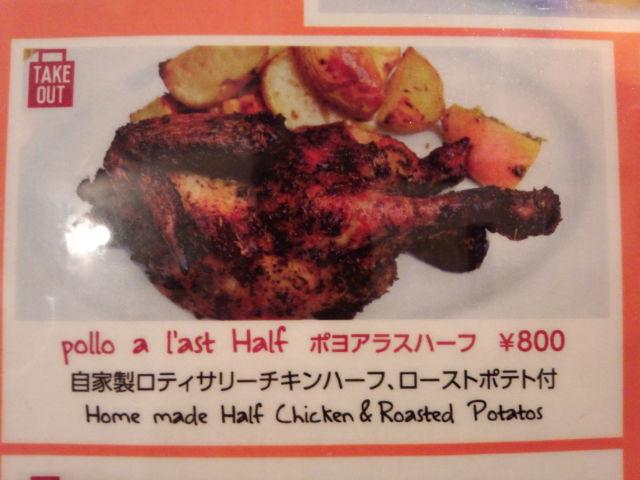 TAKE
OUT
pollo a l'ast Half ポヨアラスハーフ ¥800
自家製ロティサリーチキンハーフ、ローストポテト付
Home made Half Chicken & Roasted Potatos